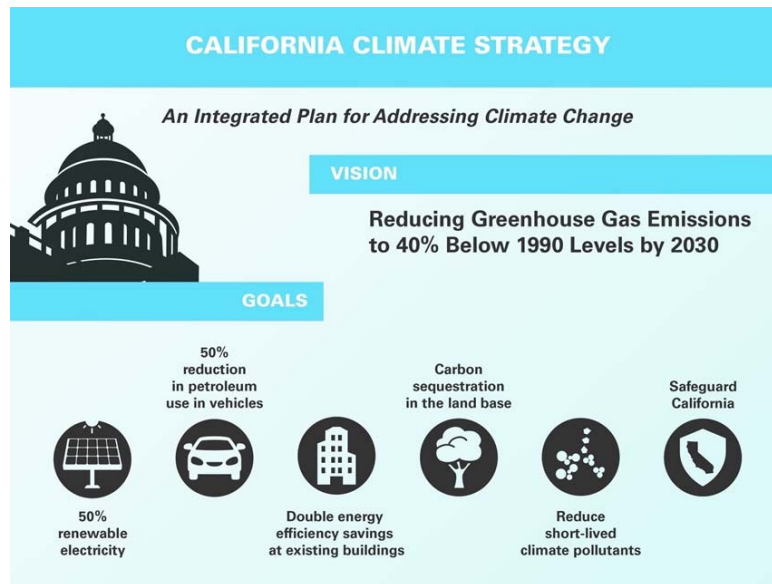 CALIFORNIA CLIMATE STRATEGY
An Integrated Plan for Addressing Climate Change
VISION
Reducing Greenhouse Gas Emissions
to 40% Below 1990 Levels by 2030
GOALS
50%
renewable
electricity
50%
reduction
in petroleum
use in vehicles
Double energy
efficiency savings
at existing buildings
Carbon
sequestration
in the land base
Reduce
short-lived
climate pollutants
Safeguard
California